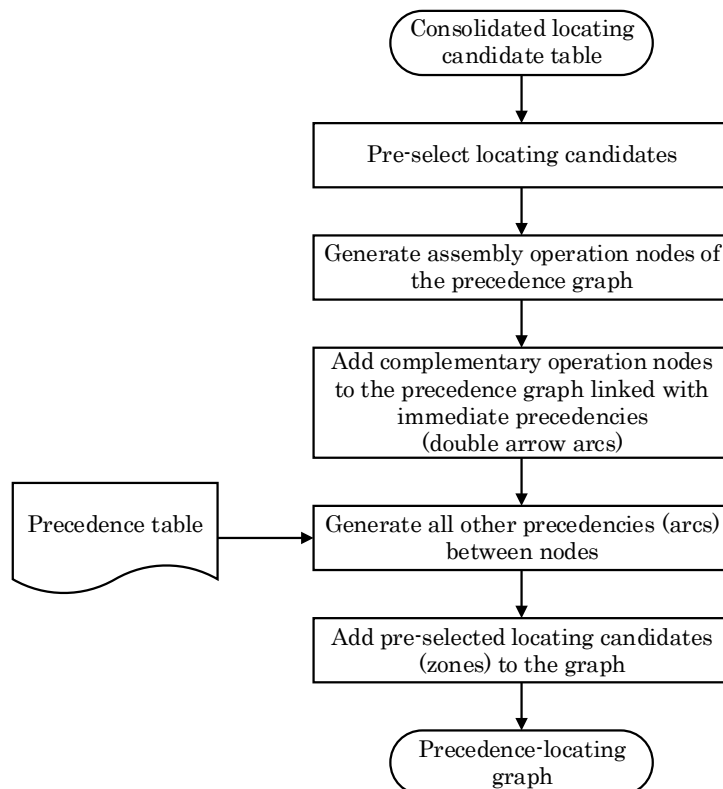 Consolidated locating
candidate table
Pre-select locating candidates
Generate assembly operation nodes of
the precedence graph
Add complementary operation nodes
to the precedence graph linked with
immediate precedencies
(double arrow arcs)
Precedence table
Generate all other precedencies (arcs)
between nodes
Add pre-selected locating candidates
(zones) to the graph
Precedence-locating
graph